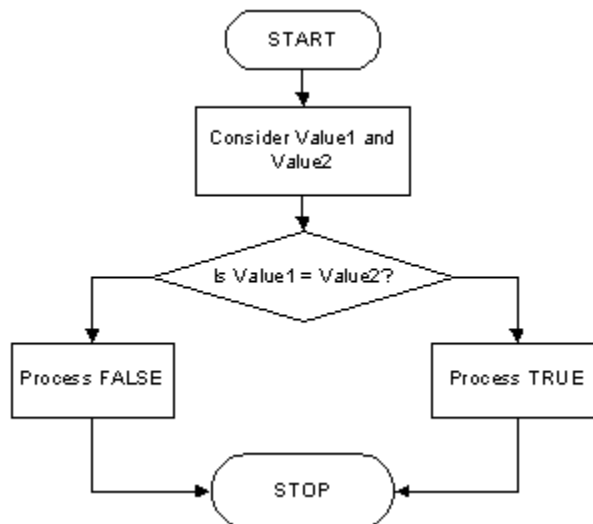 START
Consider Value1 and
Value2
Is Value1 = Value2?
Process FALSE
Process TRUE
STOP